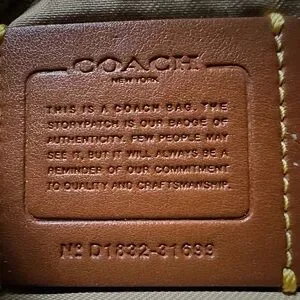 COACH
NEW YORK
THIS IS A COACH BAG. THE
STORYPATCH IS OUR BADGE OF
AUTHENTICITY. FEW PEOPLE MAY
SEE IT, BUT IT WILL ALWAYS BE A
REMINDER OF OUR COMMITMENT
TO QUALITY AND CRAFTSMANSHIP.
Nº D1832-31699